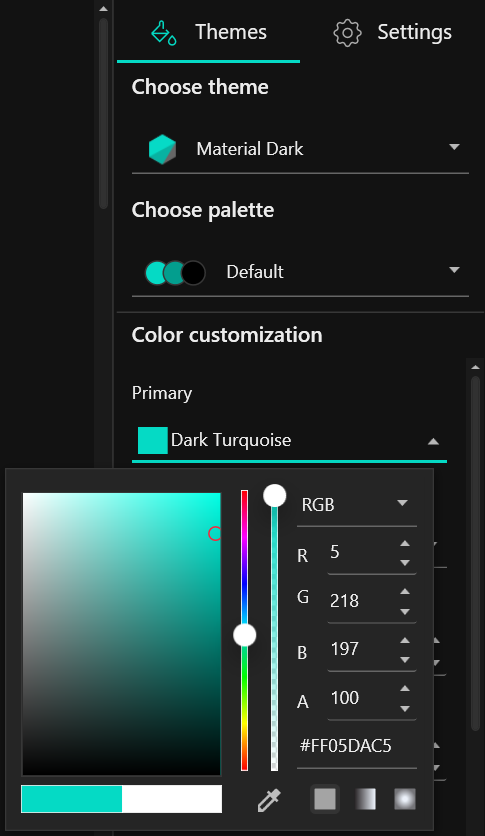 Themes
Settings
Choose theme
Material Dark
Choose palette
Default
Color customization
Primary
Dark Turquoise
RGB
R 5
G 218
B 197
A 100
#FF05DAC5